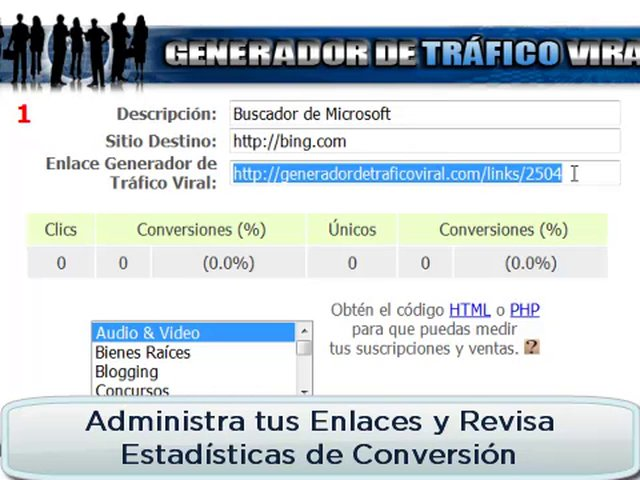 GENERADOR DE TRÁFICO VIRA
1
Descripción: Buscador de Microsoft
Sitio Destino: http://bing.com
Enlace Generador de
Tráfico Viral: http://generadordetraficoviral.com/links/2504
Clics Conversiones (%) Únicos Conversiones (%)
0 0 (0.0%) 0 0 (0.0%)
Obtén el código HTML o PHP
para que puedas medir
tus suscripciones y ventas. ?
Audio & Video
Bienes Raíces
Blogging
Concursos
Administra tus Enlaces y Revisa
Estadísticas de Conversión